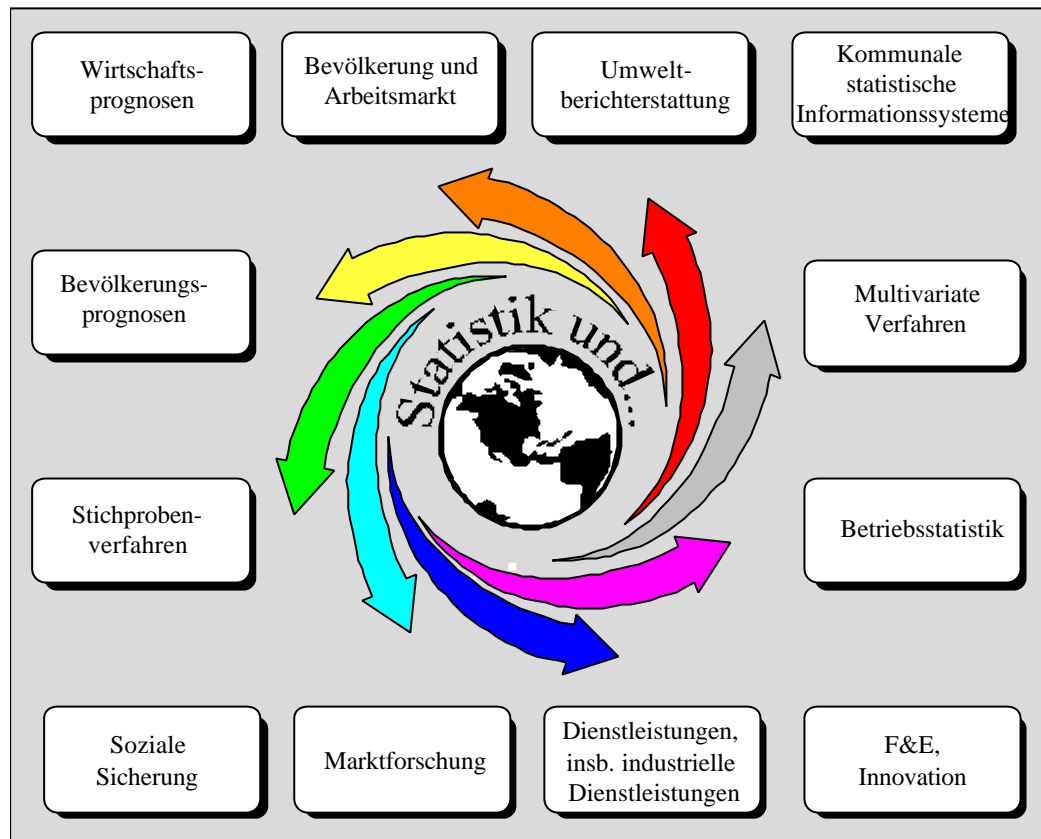 Wirtschafts-
prognosen
Bevölkerung und
Arbeitsmarkt
Umwelt-
berichterstattung
Kommunale
statistische
Informationssysteme
Bevölkerungs-
prognosen
Statistik und...
Multivariate
Verfahren
Stichproben-
verfahren
Betriebsstatistik
Soziale
Sicherung
Marktforschung
Dienstleistungen,
insb. industrielle
Dienstleistungen
F&E,
Innovation